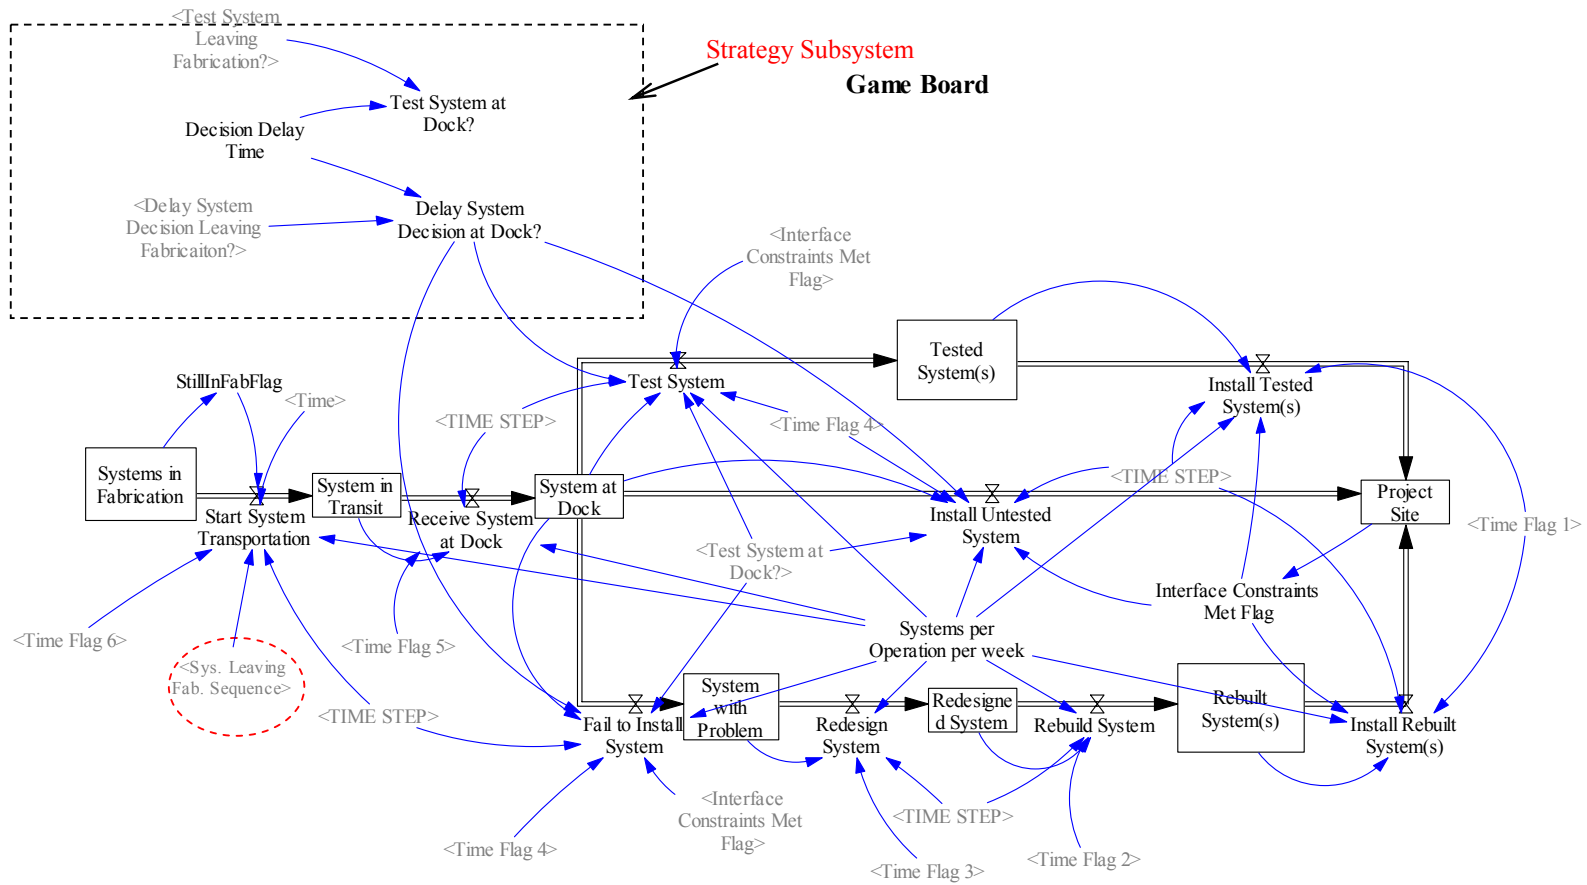 <Test System
Leaving
Fabrication?>
Strategy Subsystem
Game Board
Test System at
Dock?
Decision Delay
Time
<Delay System
Decision Leaving
Fabricaiton?>
Delay System
Decision at Dock?
<Interface
Constraints Met
Flag>
Tested
System(s)
StillInFabFlag
<Time>
Test System
Install Tested
System(s)
<TIME STEP>
<Time Flag 4>
Systems in
Fabrication
System in
Transit
System at
Dock
<TIME STEP>
Project
Site
Start System
Transportation
Receive System
at Dock
Install Untested
System
<Time Flag 1>
<Test System at
Dock?>
Interface Constraints
Met Flag
<Time Flag 6>
<Time Flag 5>
Systems per
Operation per week
<Sys. Leaving
Fab. Sequence>
<TIME STEP>
System
with
Problem
Redesigne
d System
Rebuilt
System(s)
Fail to Install
System
Redesign
System
Rebuild System
Install Rebuilt
System(s)
<Interface
Constraints Met
Flag>
<TIME STEP>
<Time Flag 4>
<Time Flag 3>
<Time Flag 2>